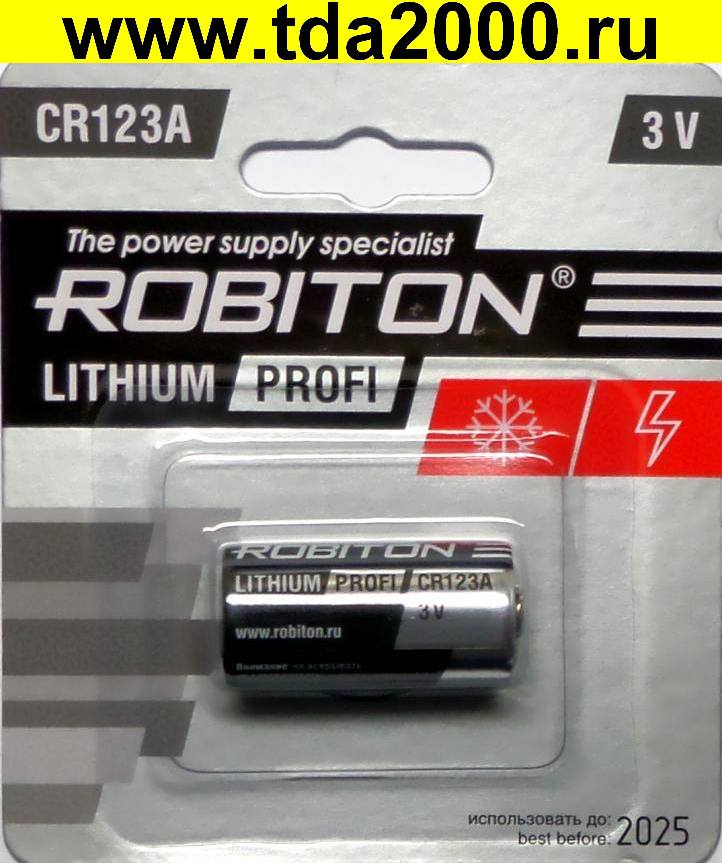 www.tda2000.ru
CR123A
3 V
The power supply specialist
ROBITON®
LITHIUM PROFI
ROBITON
LITHIUM PROFI CR123A
3 V
www.robiton.ru
Внимание: не вскрывать
использовать до:
best before: 2025